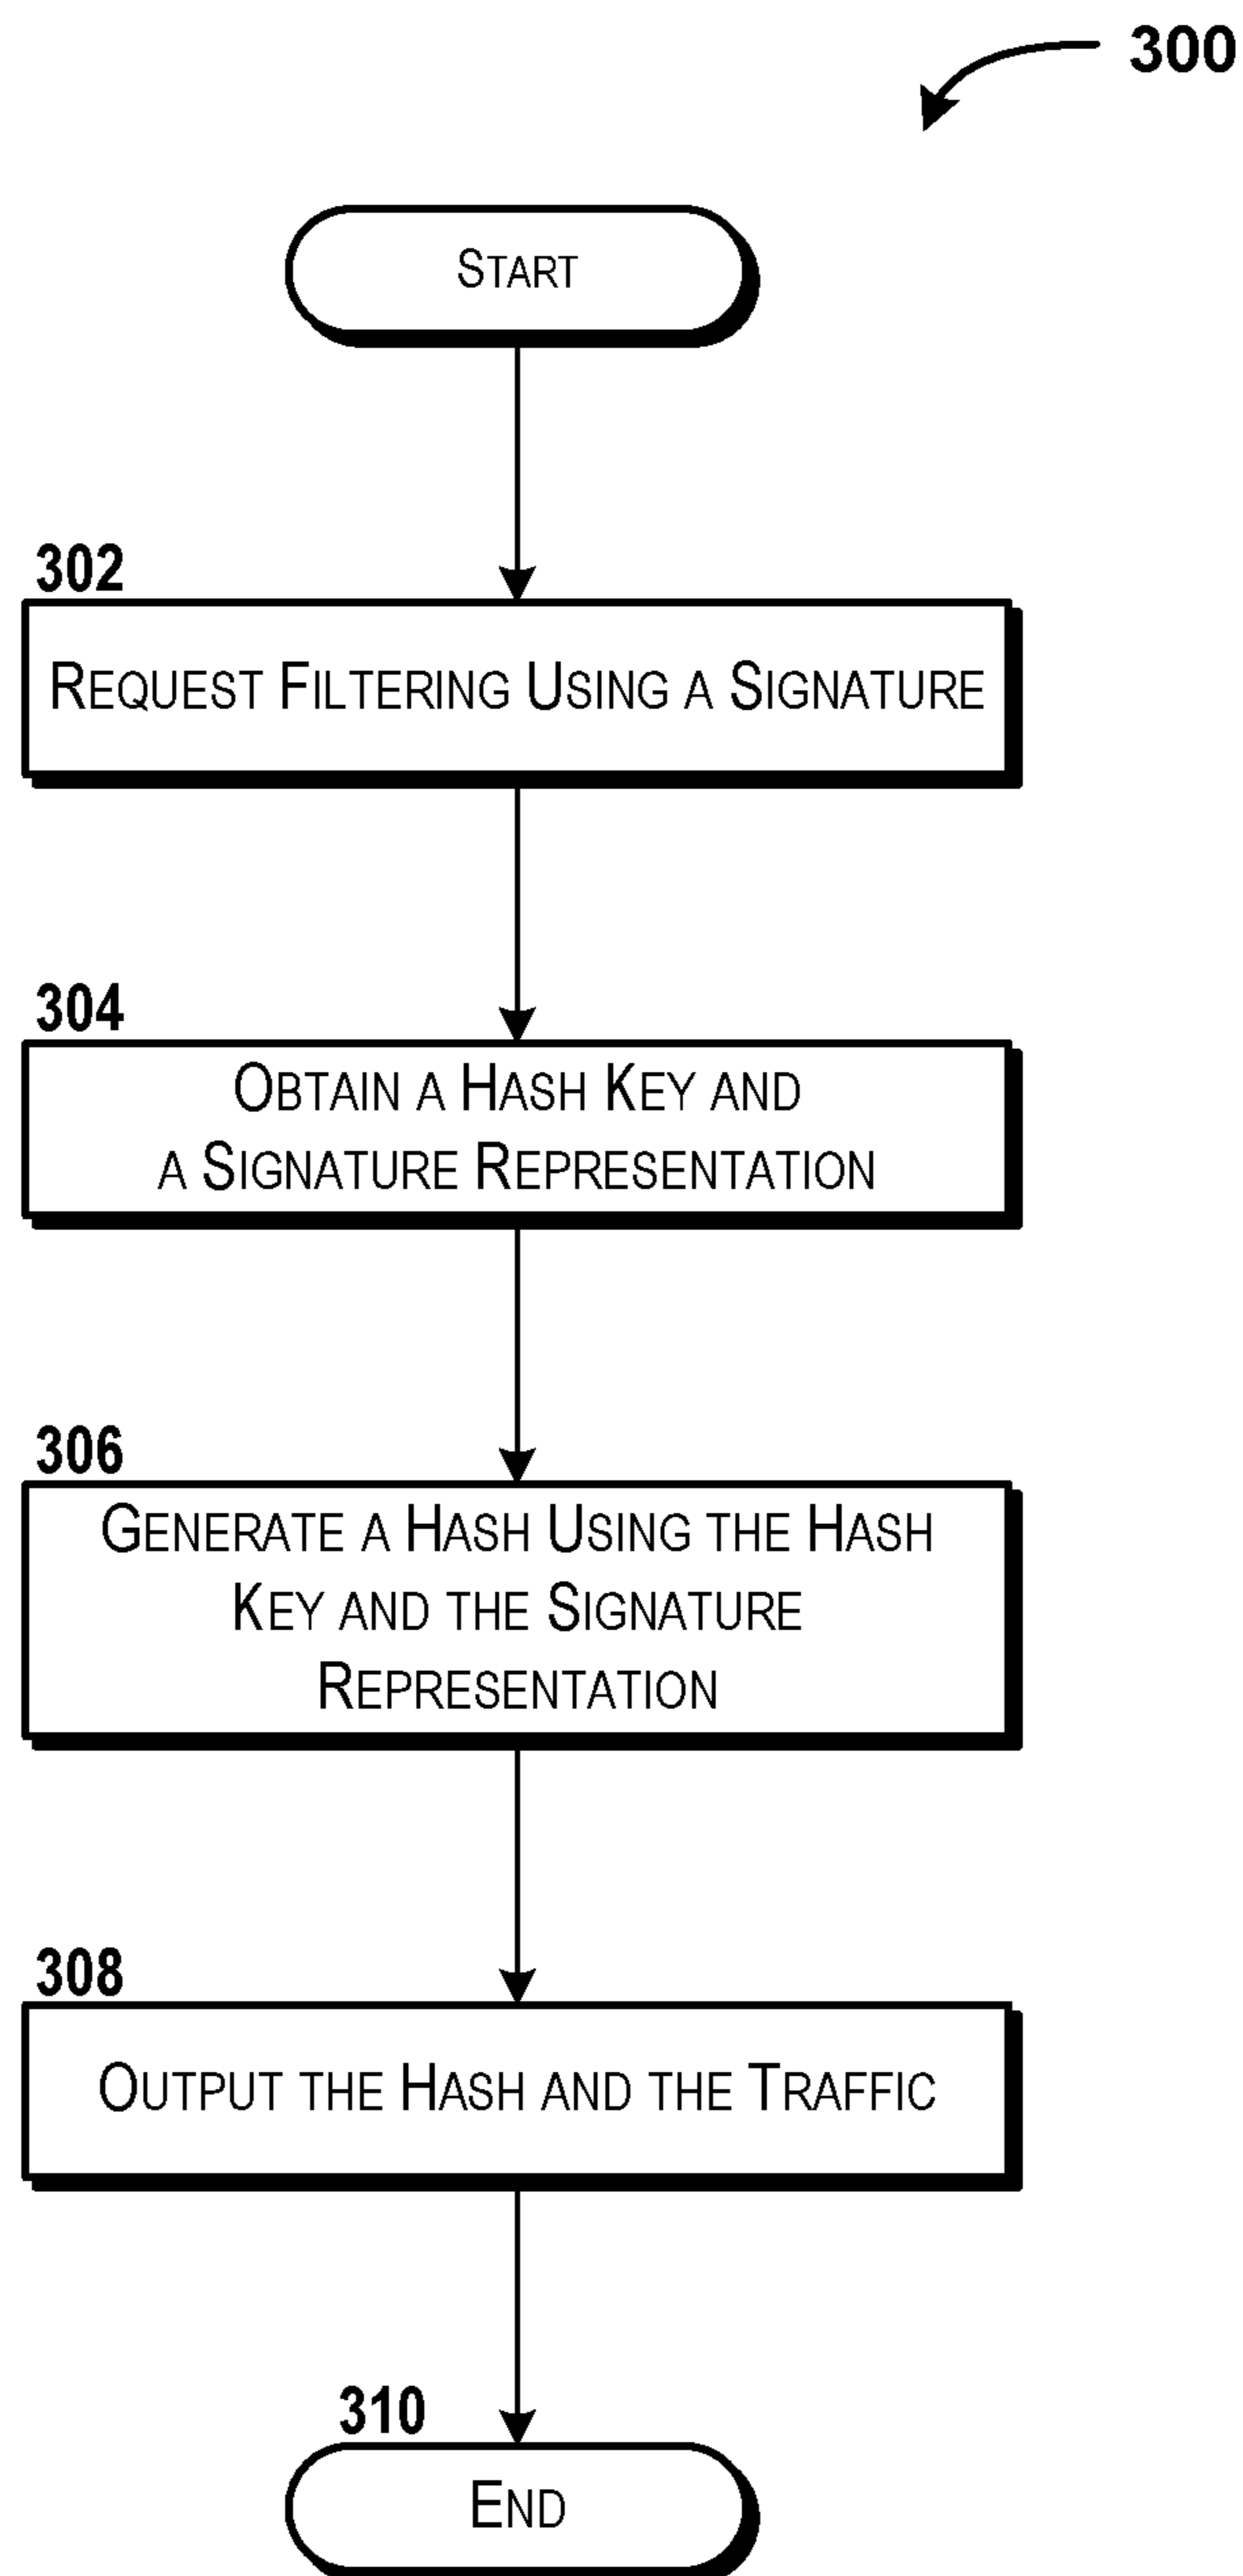 300
START
302
REQUEST FILTERING USING A SIGNATURE
304
OBTAIN A HASH KEY AND
A SIGNATURE REPRESENTATION
306
GENERATE A HASH USING THE HASH
KEY AND THE SIGNATURE
REPRESENTATION
308
OUTPUT THE HASH AND THE TRAFFIC
310
END